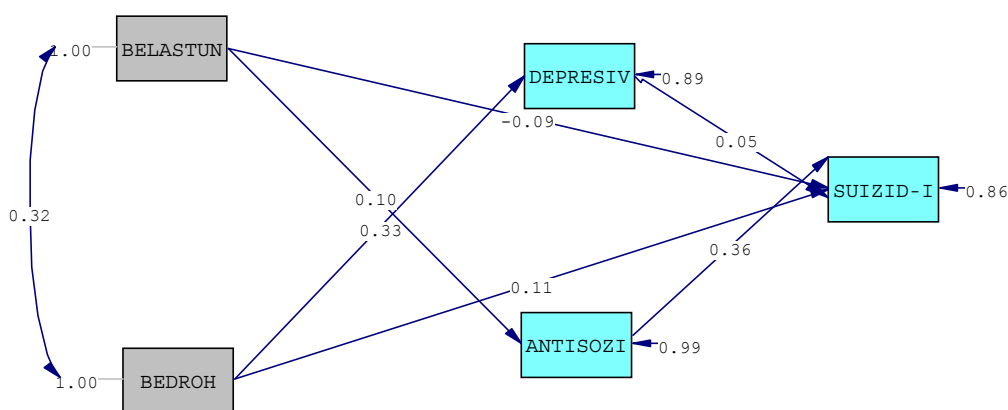 1.00
BELASTUN
DEPRESIV
0.89
-0.09
0.05
0.10
SUIZID-I
0.86
0.32
0.33
0.36
0.11
ANTISOZI
0.99
1.00
BEDROH